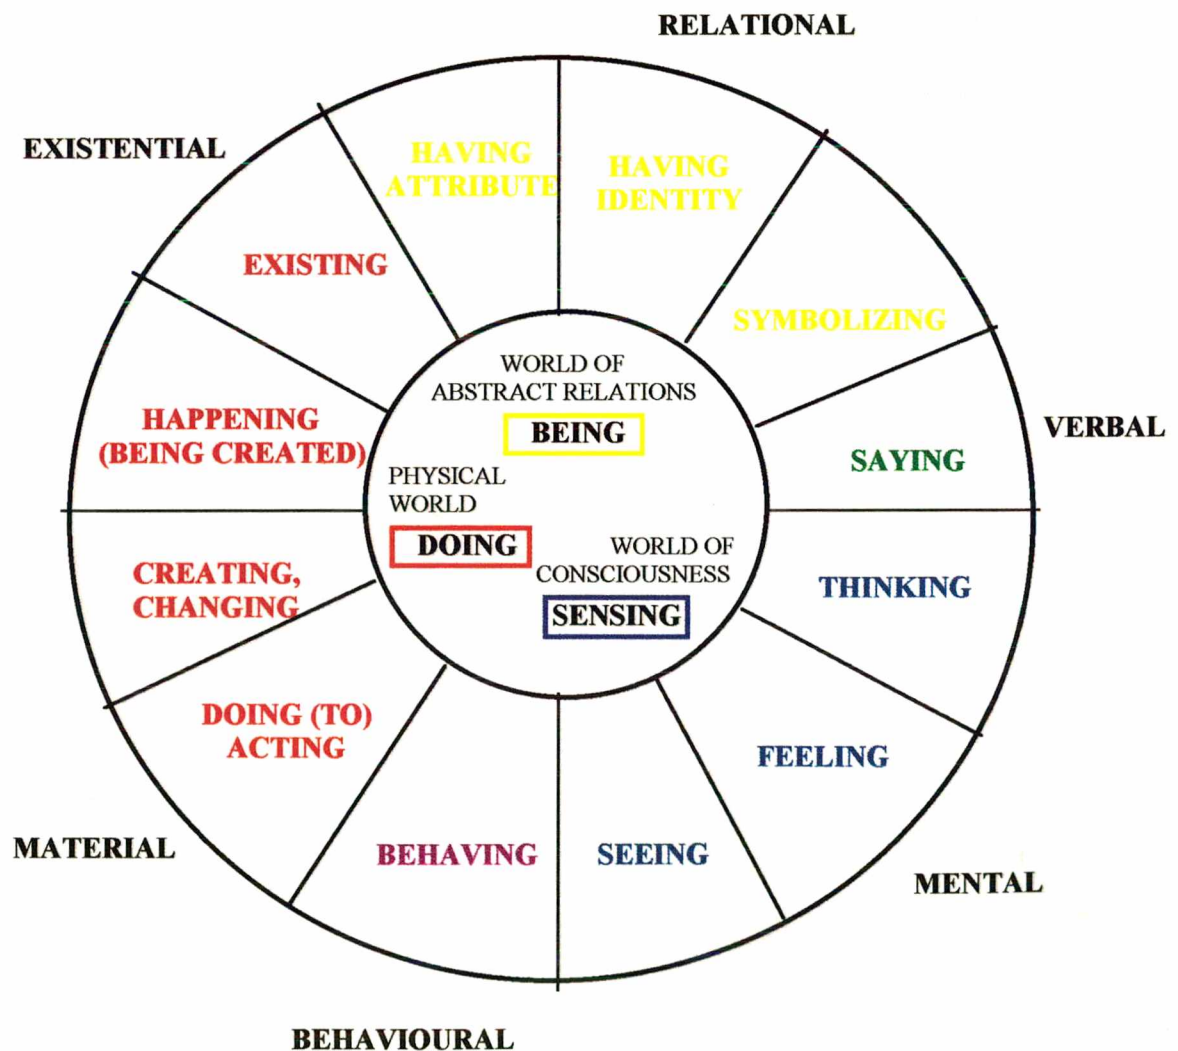 RELATIONAL
EXISTENTIAL
HAVING
ATTRIBUTE
HAVING
IDENTITY
EXISTING
SYMBOLIZING
WORLD OF
ABSTRACT RELATIONS
BEING
HAPPENING
(BEING CREATED)
VERBAL
SAYING
PHYSICAL
WORLD
DOING
WORLD OF
CONSCIOUSNESS
SENSING
CREATING,
CHANGING
THINKING
DOING (TO)
ACTING
FEELING
MATERIAL
BEHAVING
SEEING
MENTAL
BEHAVIOURAL